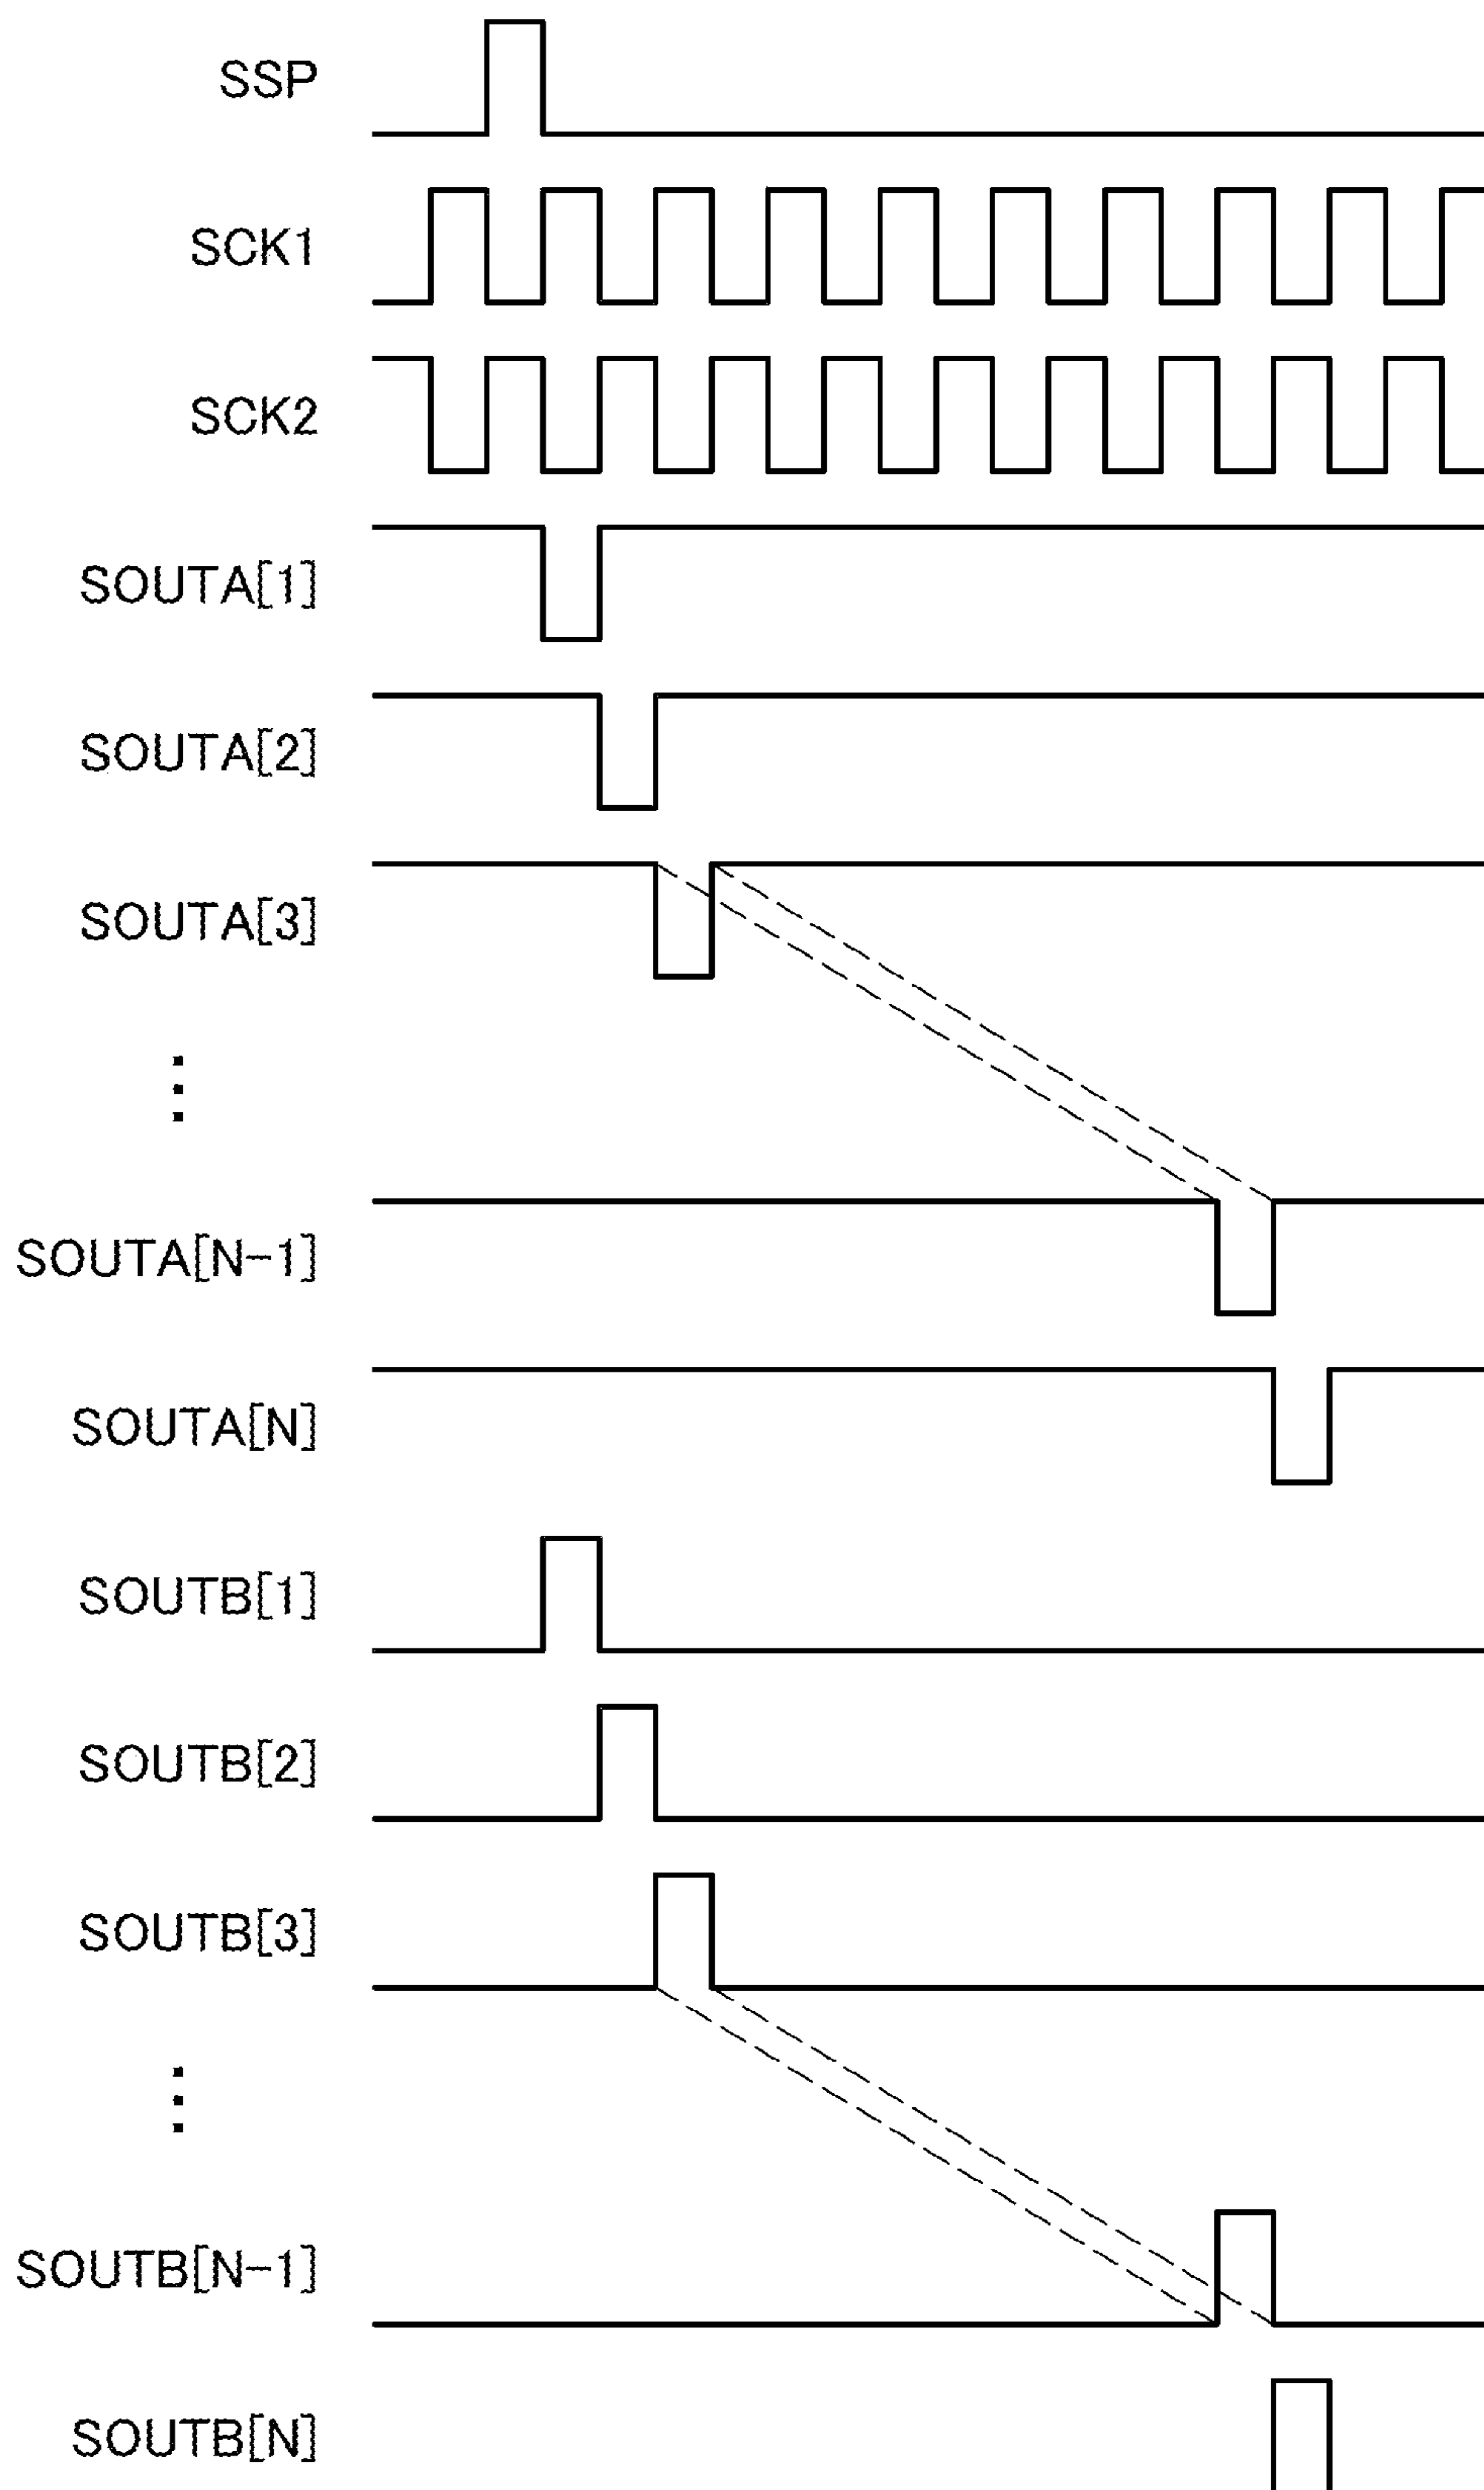 SSP
SCK1
SCK2
SOUTA[1]
SOUTA[2]
SOUTA[3]
⋮
SOUTA[N-1]
SOUTA[N]
SOUTB[1]
SOUTB[2]
SOUTB[3]
⋮
SOUTB[N-1]
SOUTB[N]